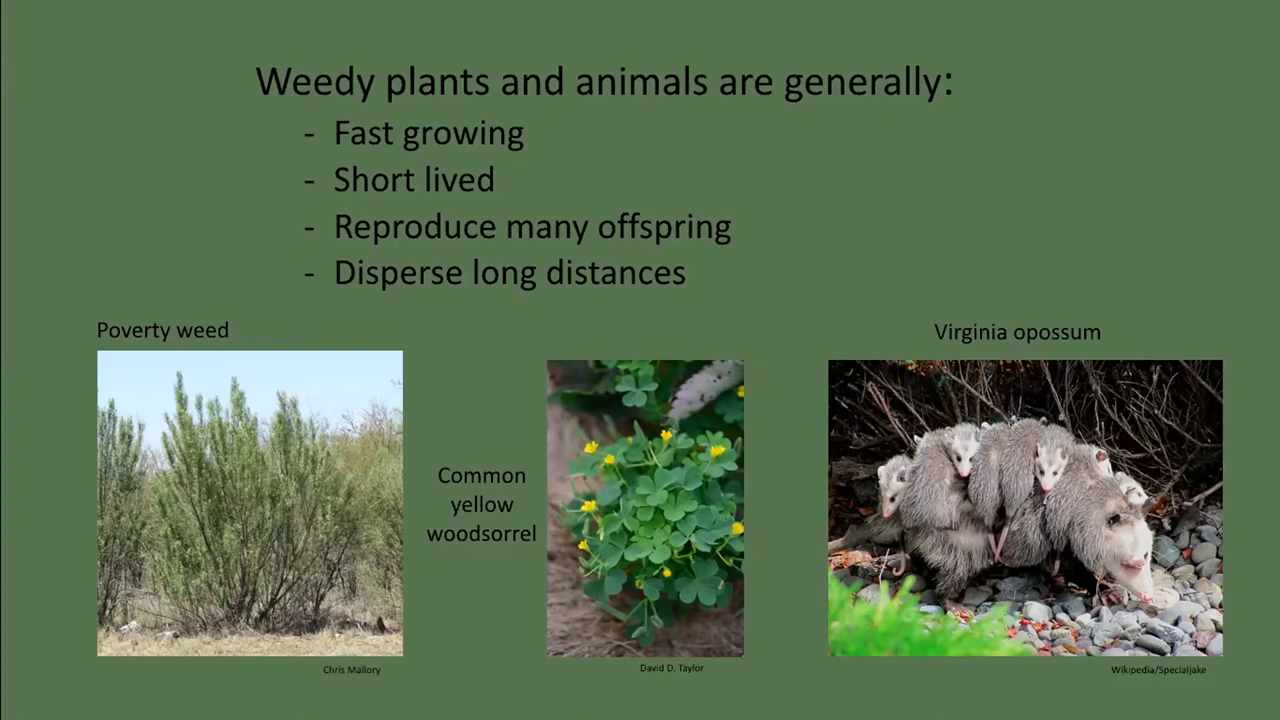 Weedy plants and animals are generally:
- Fast growing
- Short lived
- Reproduce many offspring
- Disperse long distances
Poverty weed
Virginia opossum
Common
yellow
woodsorrel
Chris Mallory
David D. Taylor
Wikipedia/Specialjake